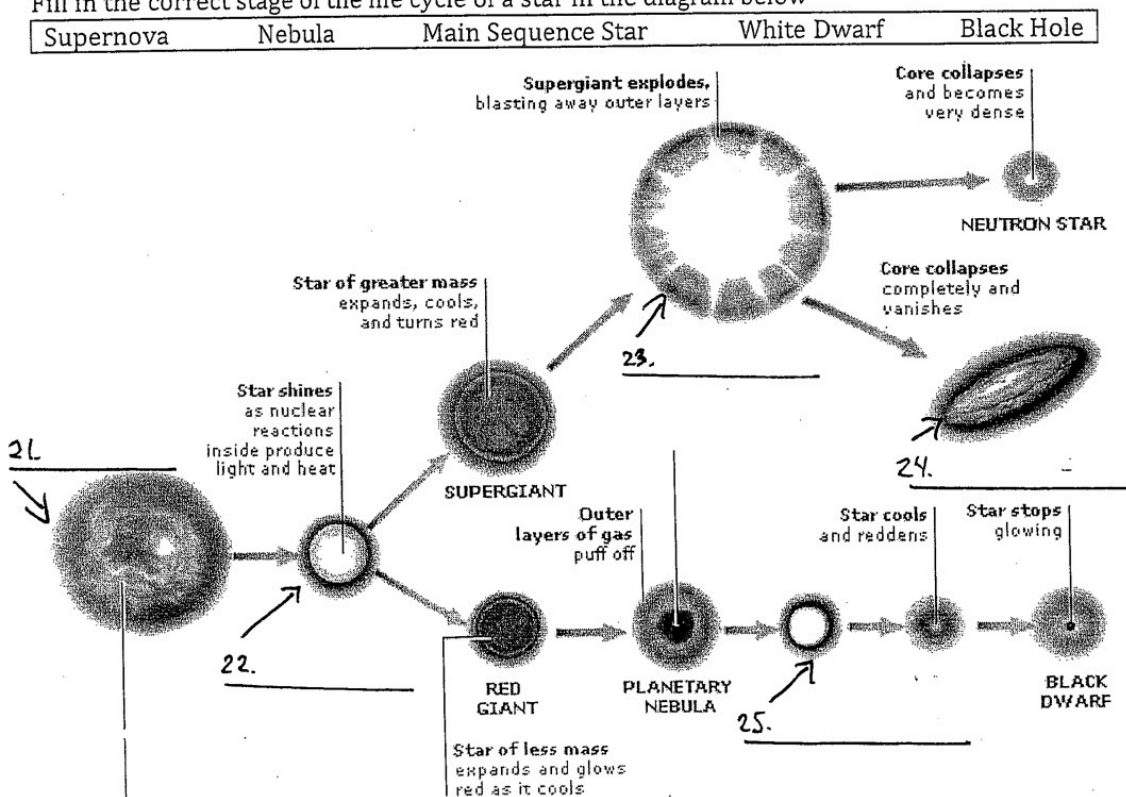 Fill in the correct stage of the life cycle of a star in the diagram below
Supernova Nebula Main Sequence Star White Dwarf Black Hole
Supergiant explodes,
blasting away outer layers
Core collapses
and becomes
very dense
NEUTRON STAR
Star of greater mass
expands, cools,
and turns red
Core collapses
completely and
vanishes
23.
Star shines
as nuclear
reactions
inside produce
light and heat
21.
24.
SUPERGIANT
Outer
layers of gas
puff off
Star cools
and reddens
Star stops
glowing
22.
RED
GIANT
PLANETARY
NEBULA
25.
BLACK
DWARF
Star of less mass
expands and glows
red as it cools